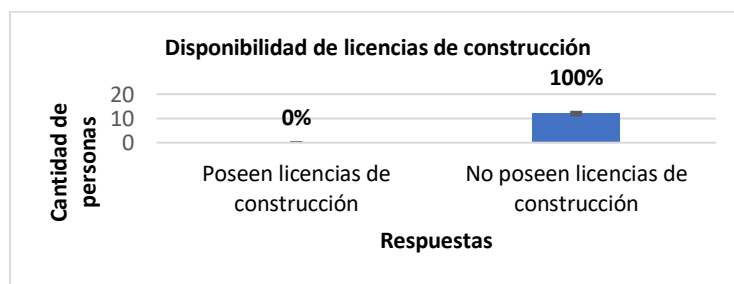 Disponibilidad de licencias de construcción
100%
0%
20
10
0
Cantidad de
personas
Poseen licencias de
construcción
No poseen licencias de
construcción
Respuestas